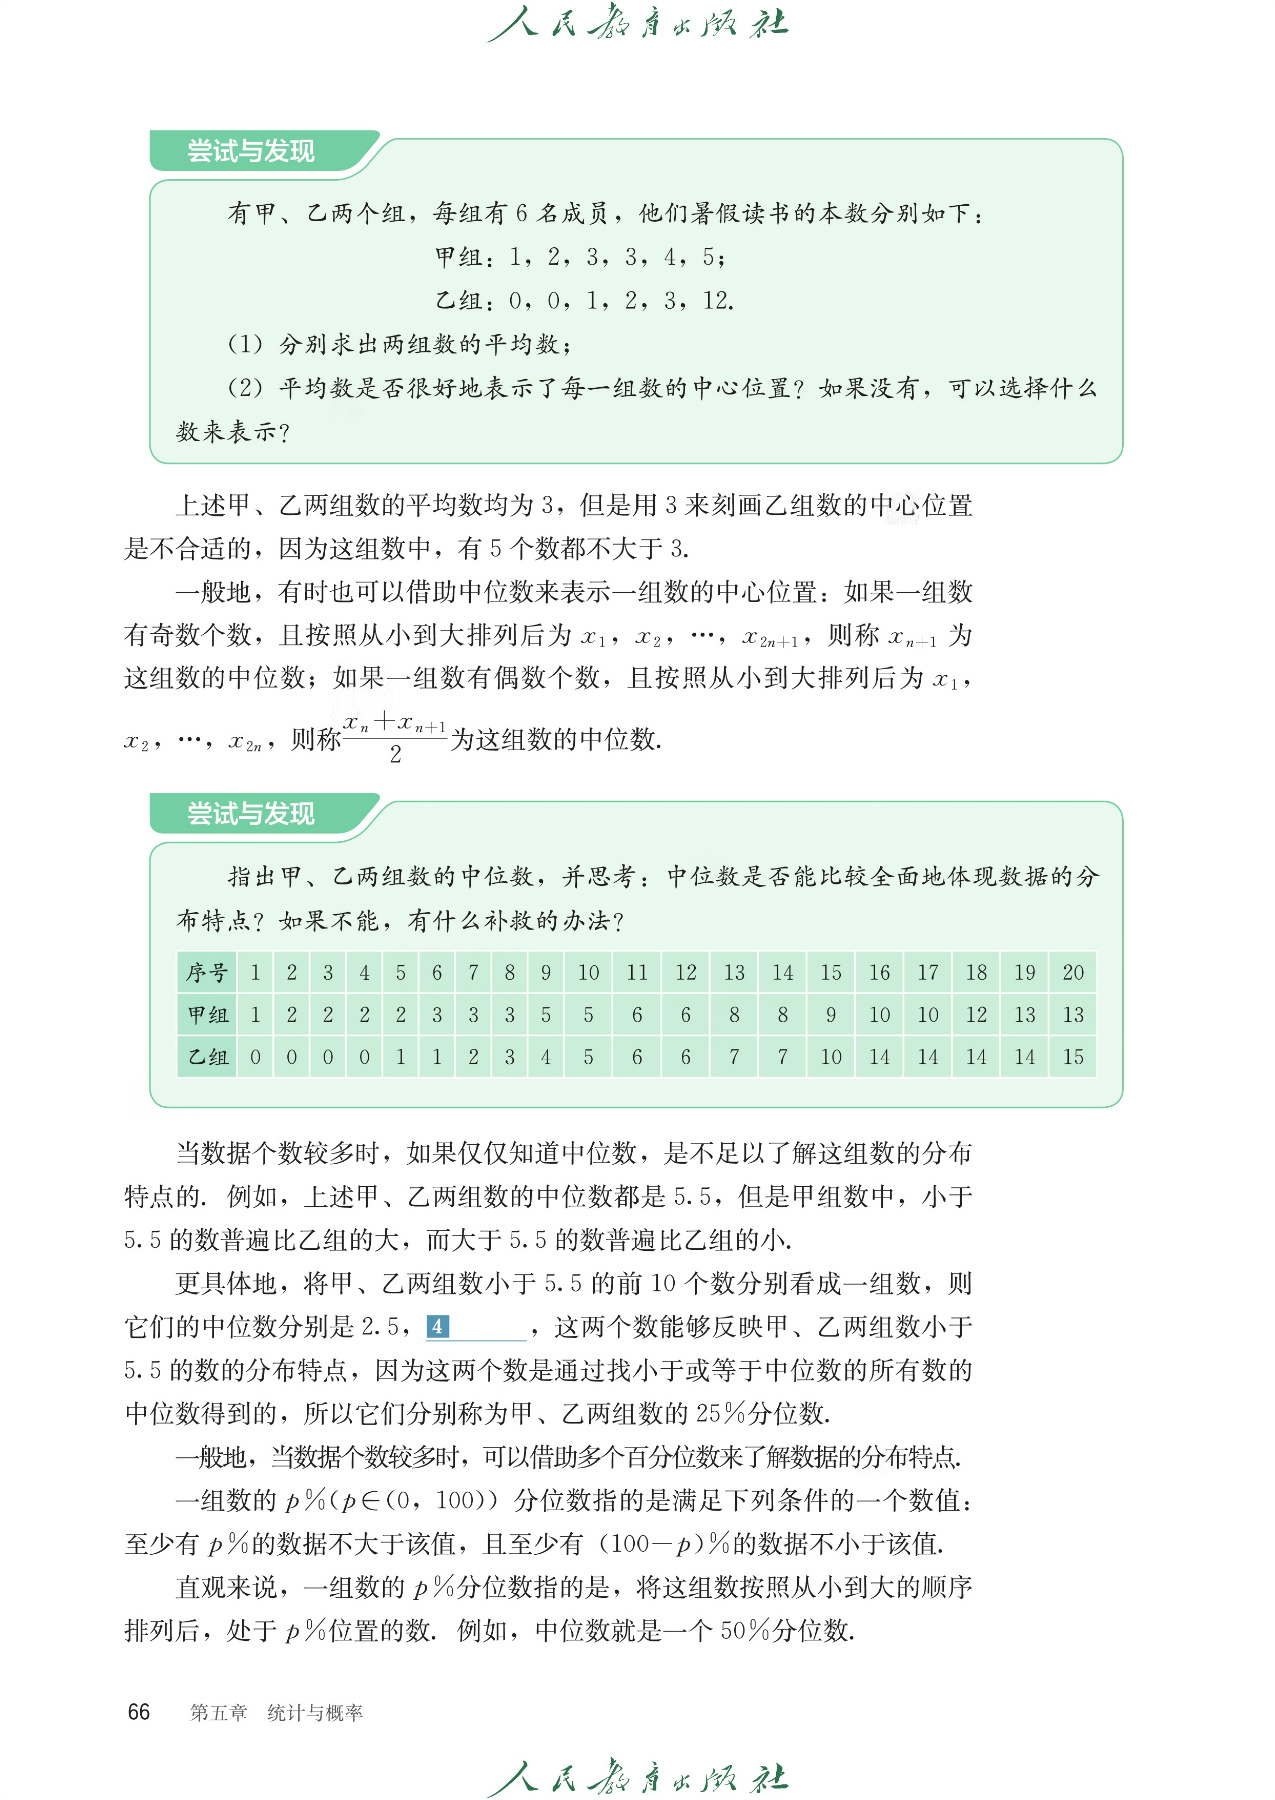 人民教育出版社
尝试与发现
有甲、乙两个组，每组有 6 名成员，他们暑假读书的本数分别如下：
甲组：1，2，3，3，4，5；
乙组：0，0，1，2，3，12.
（1）分别求出两组数的平均数；
（2）平均数是否很好地表示了每一组数的中心位置？如果没有，可以选择什么
数来表示？
上述甲、乙两组数的平均数均为 3，但是用 3 来刻画乙组数的中心位置
是不合适的，因为这组数中，有 5 个数都不大于 3.
一般地，有时也可以借助中位数来表示一组数的中心位置：如果一组数
有奇数个数，且按照从小到大排列后为 x₁，x₂，…，x₂ₙ₊₁，则称 xₙ₊₁ 为
这组数的中位数；如果一组数有偶数个数，且按照从小到大排列后为 x₁，
x₂，…，x₂ₙ，则称 (xₙ+xₙ₊₁)/2 为这组数的中位数.
尝试与发现
指出甲、乙两组数的中位数，并思考：中位数是否能比较全面地体现数据的分
布特点？如果不能，有什么补救的办法？
序号 1 2 3 4 5 6 7 8 9 10 11 12 13 14 15 16 17 18 19 20
甲组 1 2 2 2 2 3 3 3 5 5 6 6 8 8 9 10 10 12 13 13
乙组 0 0 0 0 1 1 2 3 4 5 6 6 7 7 10 14 14 14 14 15
当数据个数较多时，如果仅仅知道中位数，是不足以了解这组数的分布
特点的．例如，上述甲、乙两组数的中位数都是 5.5，但是甲组数中，小于
5.5 的数普遍比乙组的大，而大于 5.5 的数普遍比乙组的小.
更具体地，将甲、乙两组数小于 5.5 的前 10 个数分别看成一组数，则
它们的中位数分别是 2.5，4 ，这两个数能够反映甲、乙两组数小于
5.5 的数的分布特点，因为这两个数是通过找小于或等于中位数的所有数的
中位数得到的，所以它们分别称为甲、乙两组数的 25%分位数.
一般地，当数据个数较多时，可以借助多个百分位数来了解数据的分布特点.
一组数的 p%(p∈(0，100)) 分位数指的是满足下列条件的一个数值：
至少有 p%的数据不大于该值，且至少有（100－p）%的数据不小于该值.
直观来说，一组数的 p%分位数指的是，将这组数按照从小到大的顺序
排列后，处于 p%位置的数．例如，中位数就是一个 50%分位数.
66 第五章 统计与概率
人民教育出版社